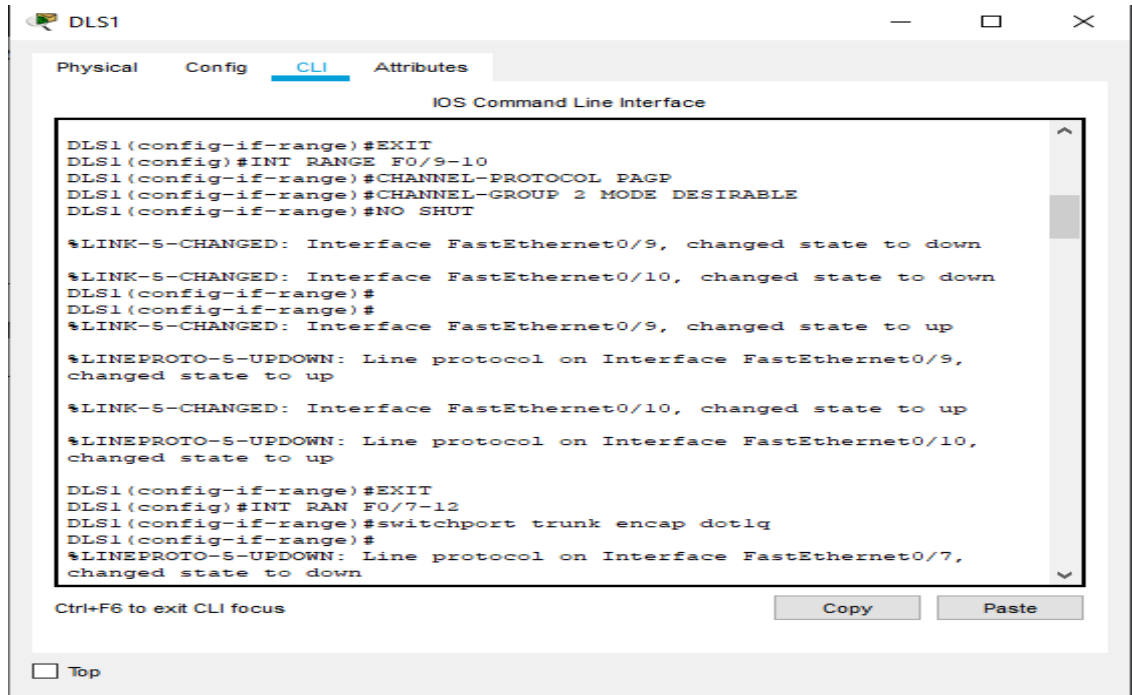 DLS1
Physical Config CLI Attributes
IOS Command Line Interface
DLS1(config-if-range)#EXIT
DLS1(config)#INT RANGE F0/9-10
DLS1(config-if-range)#CHANNEL-PROTOCOL PAGP
DLS1(config-if-range)#CHANNEL-GROUP 2 MODE DESIRABLE
DLS1(config-if-range)#NO SHUT
%LINK-5-CHANGED: Interface FastEthernet0/9, changed state to down
%LINK-5-CHANGED: Interface FastEthernet0/10, changed state to down
DLS1(config-if-range)#
DLS1(config-if-range)#
%LINK-5-CHANGED: Interface FastEthernet0/9, changed state to up
%LINEPROTO-5-UPDOWN: Line protocol on Interface FastEthernet0/9,
changed state to up
%LINK-5-CHANGED: Interface FastEthernet0/10, changed state to up
%LINEPROTO-5-UPDOWN: Line protocol on Interface FastEthernet0/10,
changed state to up
DLS1(config-if-range)#EXIT
DLS1(config)#INT RAN F0/7-12
DLS1(config-if-range)#switchport trunk encap dot1q
DLS1(config-if-range)#
%LINEPROTO-5-UPDOWN: Line protocol on Interface FastEthernet0/7,
changed state to down
Ctrl+F6 to exit CLI focus
Copy Paste
Top